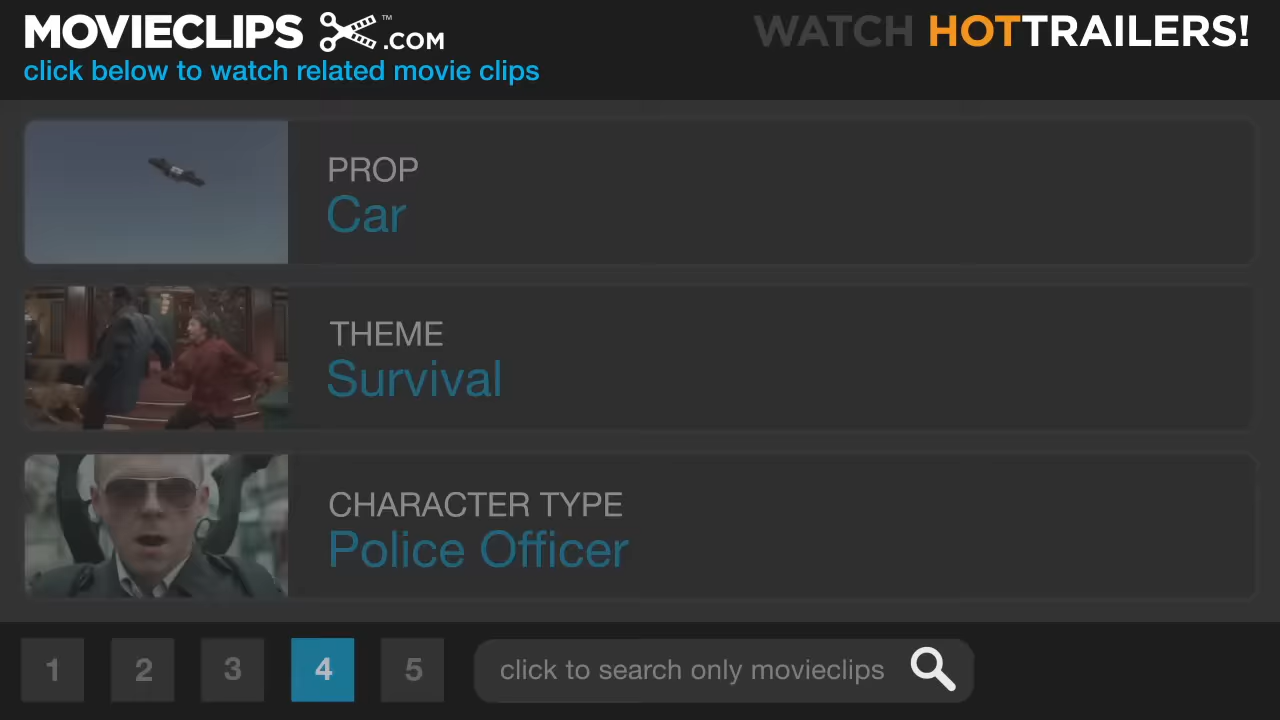 MOVIECLIPS ™ .COM
WATCH HOTTRAILERS!
click below to watch related movie clips
PROP
Car
THEME
Survival
CHARACTER TYPE
Police Officer
1 2 3 4 5
click to search only movieclips